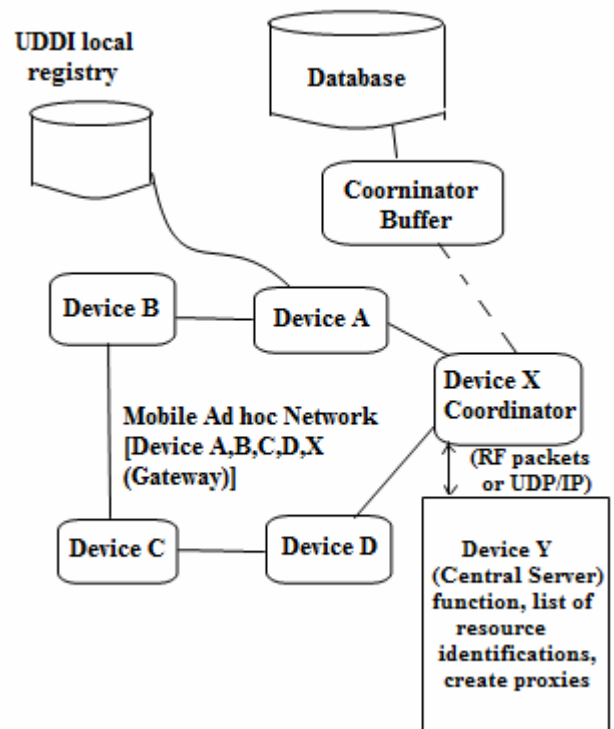 UDDI local
registry
Database
Coorninator
Buffer
Device B
Device A
Device X
Coordinator
Mobile Ad hoc Network
[Device A,B,C,D,X
(Gateway)]
(RF packets
or UDP/IP)
Device C
Device D
Device Y
(Central Server)
function, list of
resource
identifications,
create proxies